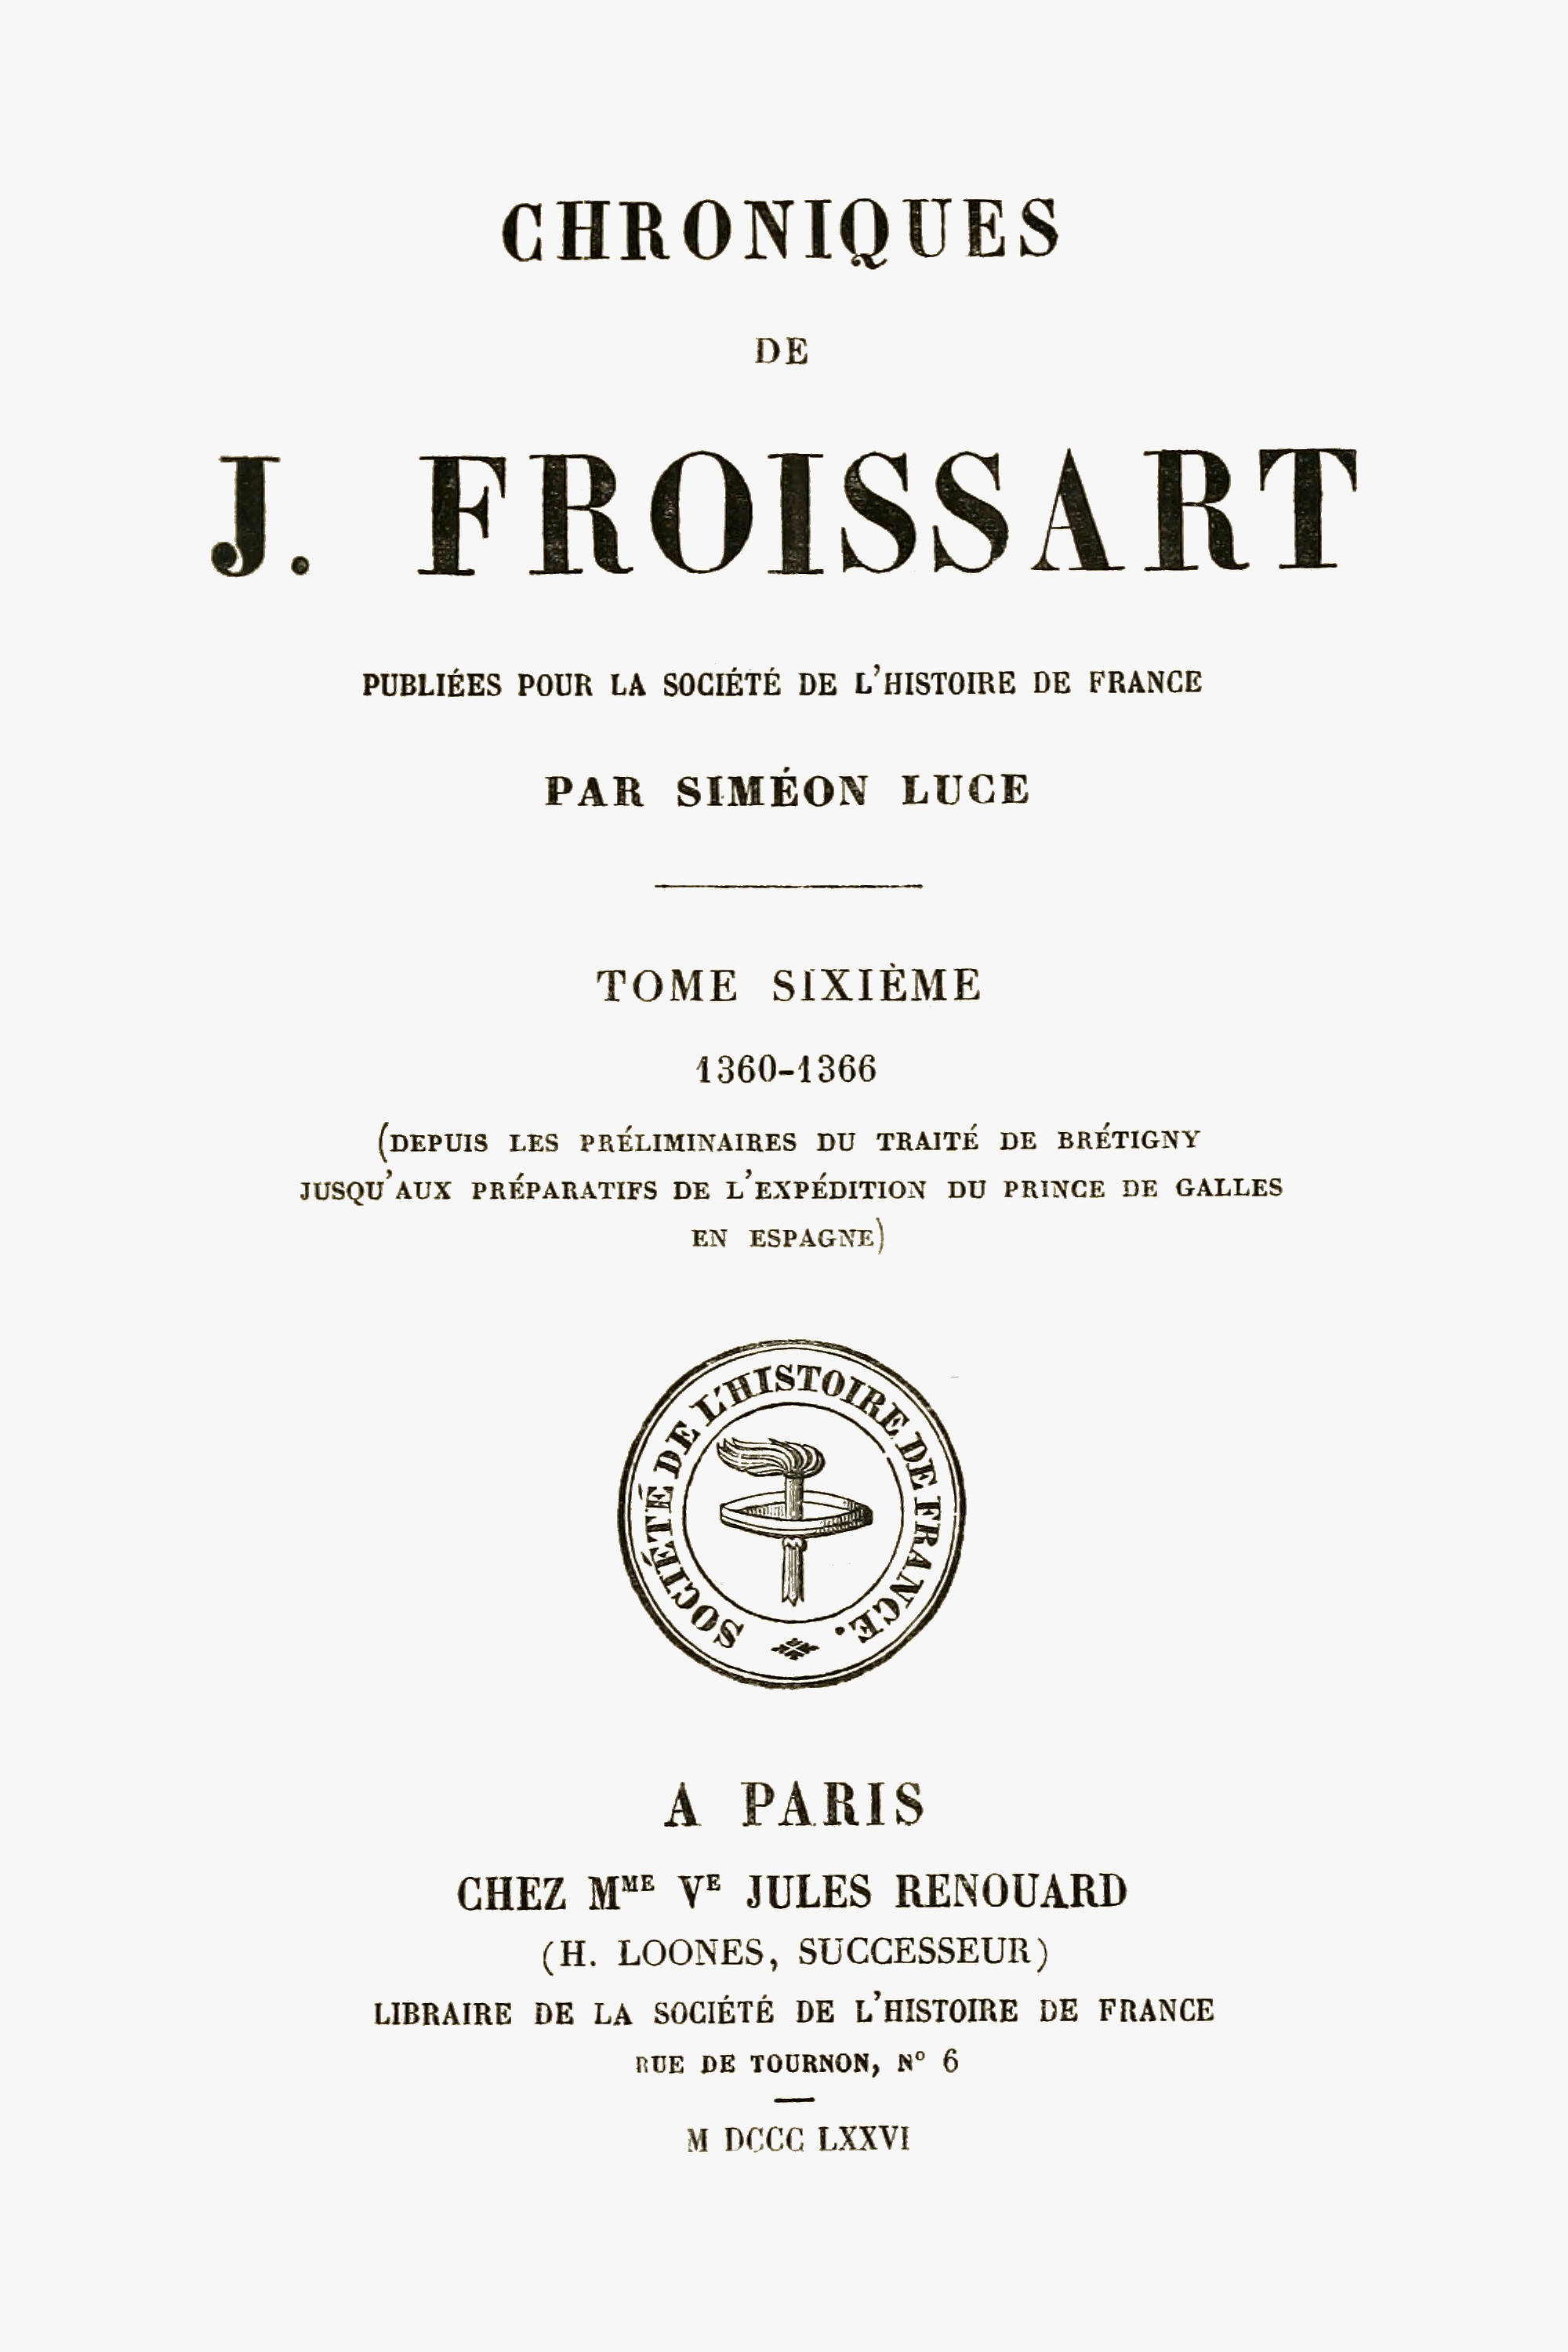 CHRONIQUES
DE
J. FROISSART
PUBLIÉES POUR LA SOCIÉTÉ DE L'HISTOIRE DE FRANCE
PAR SIMÉON LUCE
TOME SIXIÈME
1360-1366
(DEPUIS LES PRÉLIMINAIRES DU TRAITÉ DE BRÉTIGNY
JUSQU'AUX PRÉPARATIFS DE L'EXPÉDITION DU PRINCE DE GALLES
EN ESPAGNE)
SOCIÉTÉ DE L'HISTOIRE DE FRANCE.
A PARIS
CHEZ MME VE JULES RENOUARD
(H. LOONES, SUCCESSEUR)
LIBRAIRE DE LA SOCIÉTÉ DE L'HISTOIRE DE FRANCE
RUE DE TOURNON, No 6
M DCCC LXXVI